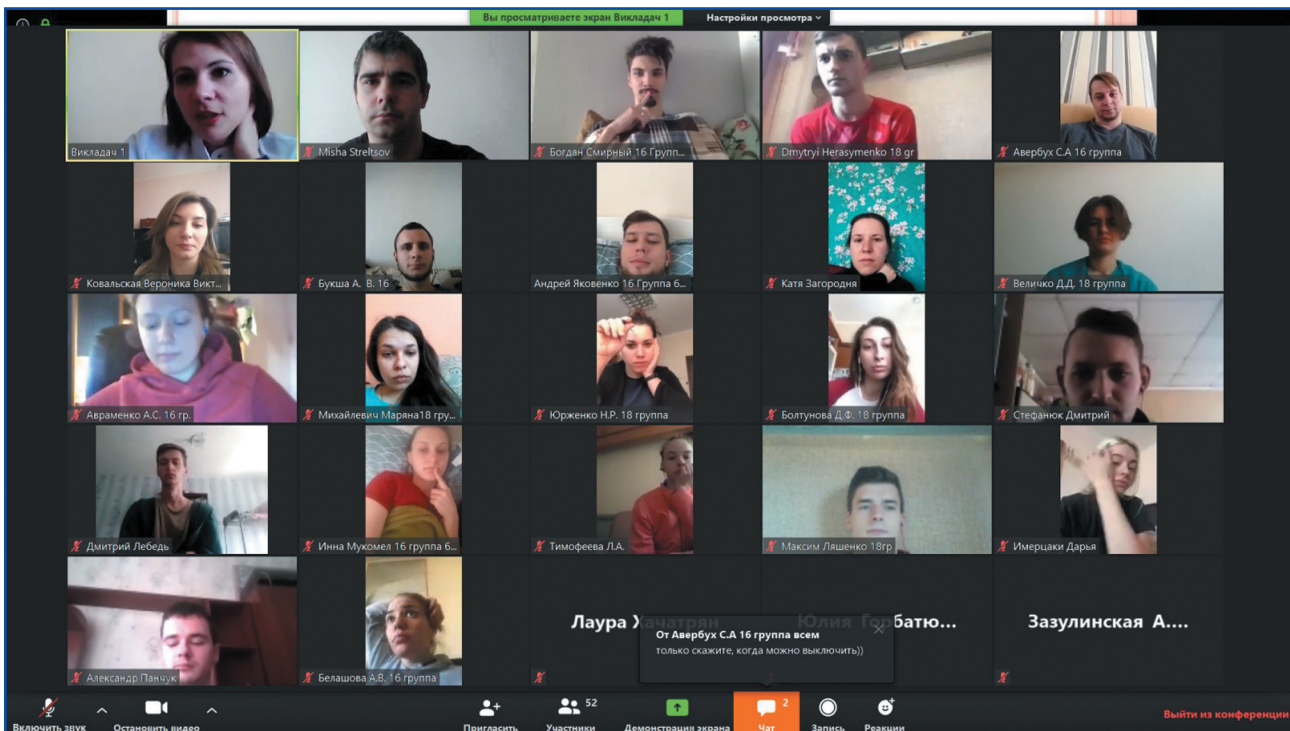 Вы просматриваете экран Викладач 1
Настройки просмотра
Викладач 1
Misha Streltsov
Богдан Смирный 16 Групп...
Dmytryi Herasymenko 18 gr
Авербух С.А 16 группа
Ковальская Вероника Викт...
Букша А. В. 16
Андрей Яковенко 16 Группа 6...
Катя Загородня
Величко Д.Д. 18 группа
Авраменко А.С. 16 гр.
Михайлевич Маряна18 гру...
Юрженко Н.Р. 18 группа
Болтунова Д.Ф. 18 группа
Стефанюк Дмитрий
Дмитрий Лебедь
Инна Мукомел 16 группа 6...
Тимофеева Л.А.
Максим Ляшенко 18гр
Имерцаки Дарья
Александр Панчук
Белашова А.В. 16 группа
Лаура Хачатрян
Юлия Горбатю...
Зазулинская А....
От Авербух С.А 16 группа всем
только скажите, когда можно выключить))
Включить звук
Остановить видео
Пригласить
52
Участники
Демонстрация экрана
2
Чат
Запись
Реакции
Выйти из конференции